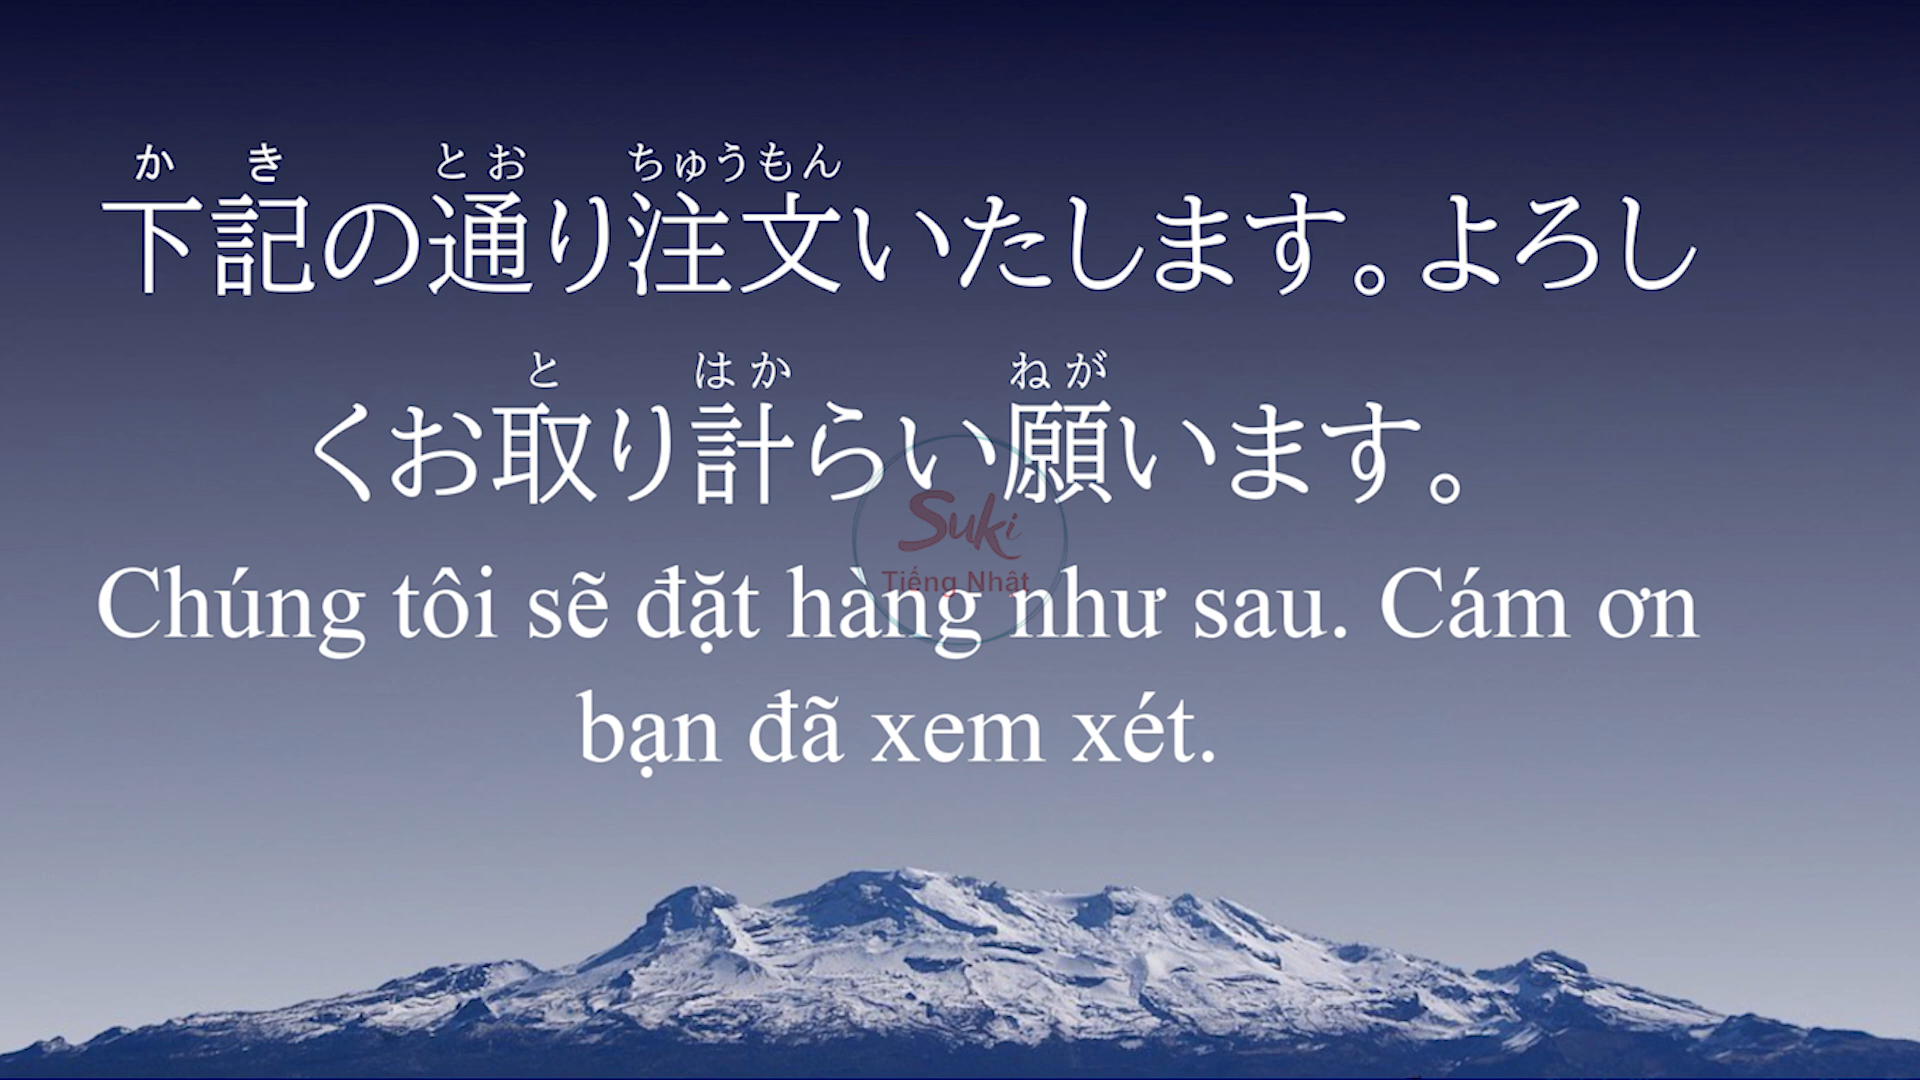 か き とお ちゅうもん
下記の通り注文いたします。よろし
と はか ねが
くお取り計らい願います。
Suki
Tiếng Nhật
Chúng tôi sẽ đặt hàng như sau. Cám ơn
bạn đã xem xét.